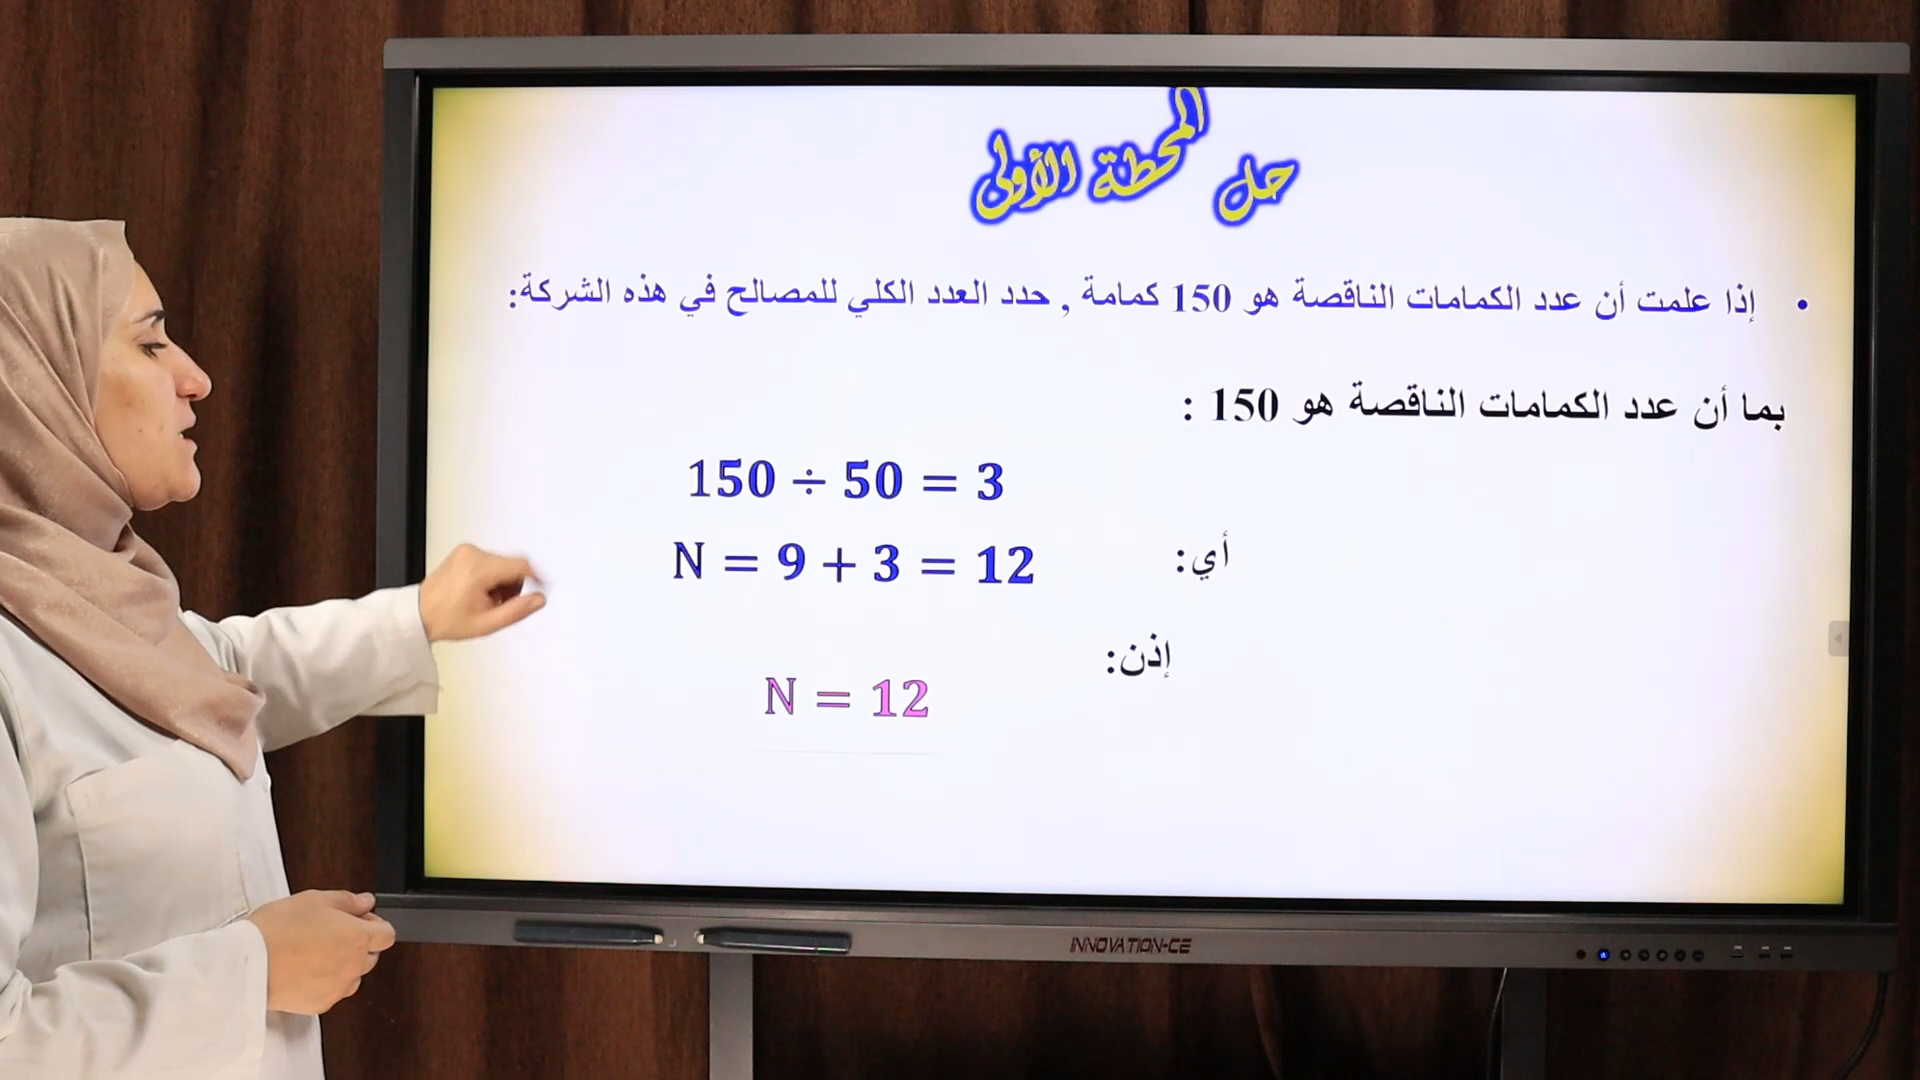 حل المحطة الأولى
• إذا علمت أن عدد الكمامات الناقصة هو 150 كمامة , حدد العدد الكلي للمصالح في هذه الشركة:
بما أن عدد الكمامات الناقصة هو 150 :
150 ÷ 50 = 3
أي: N = 9 + 3 = 12
إذن:
N = 12
INNOVATION-CE